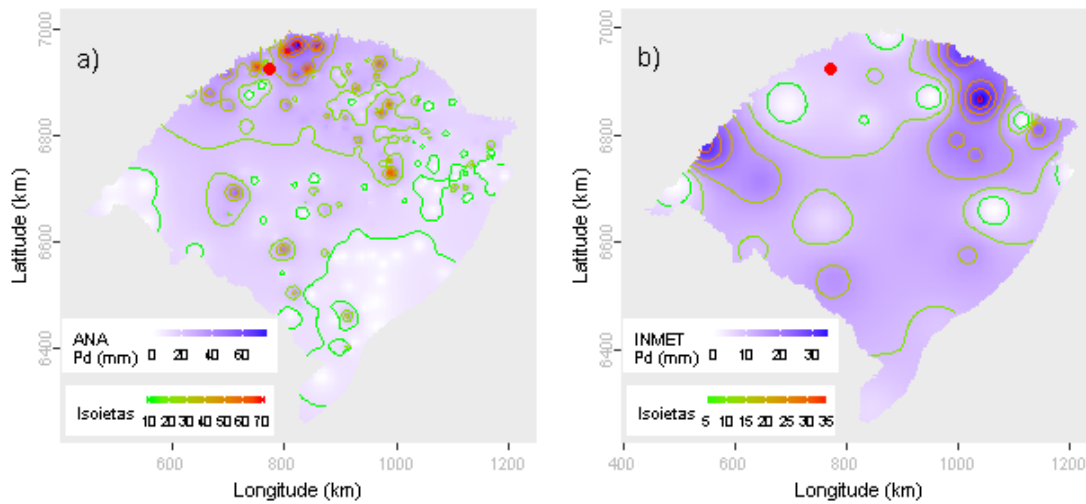 a)
Latitude (km)
7000
6800
6600
6400
ANA
Pd (mm) 0 20 40 60
Isoietas 10 20 30 40 50 60 70
600 800 1000 1200
Longitude (km)
b)
Latitude (km)
7000
6800
6600
6400
INMET
Pd (mm) 0 10 20 30
Isoietas 5 10 15 20 25 30 35
400 600 800 1000 1200
Longitude (km)